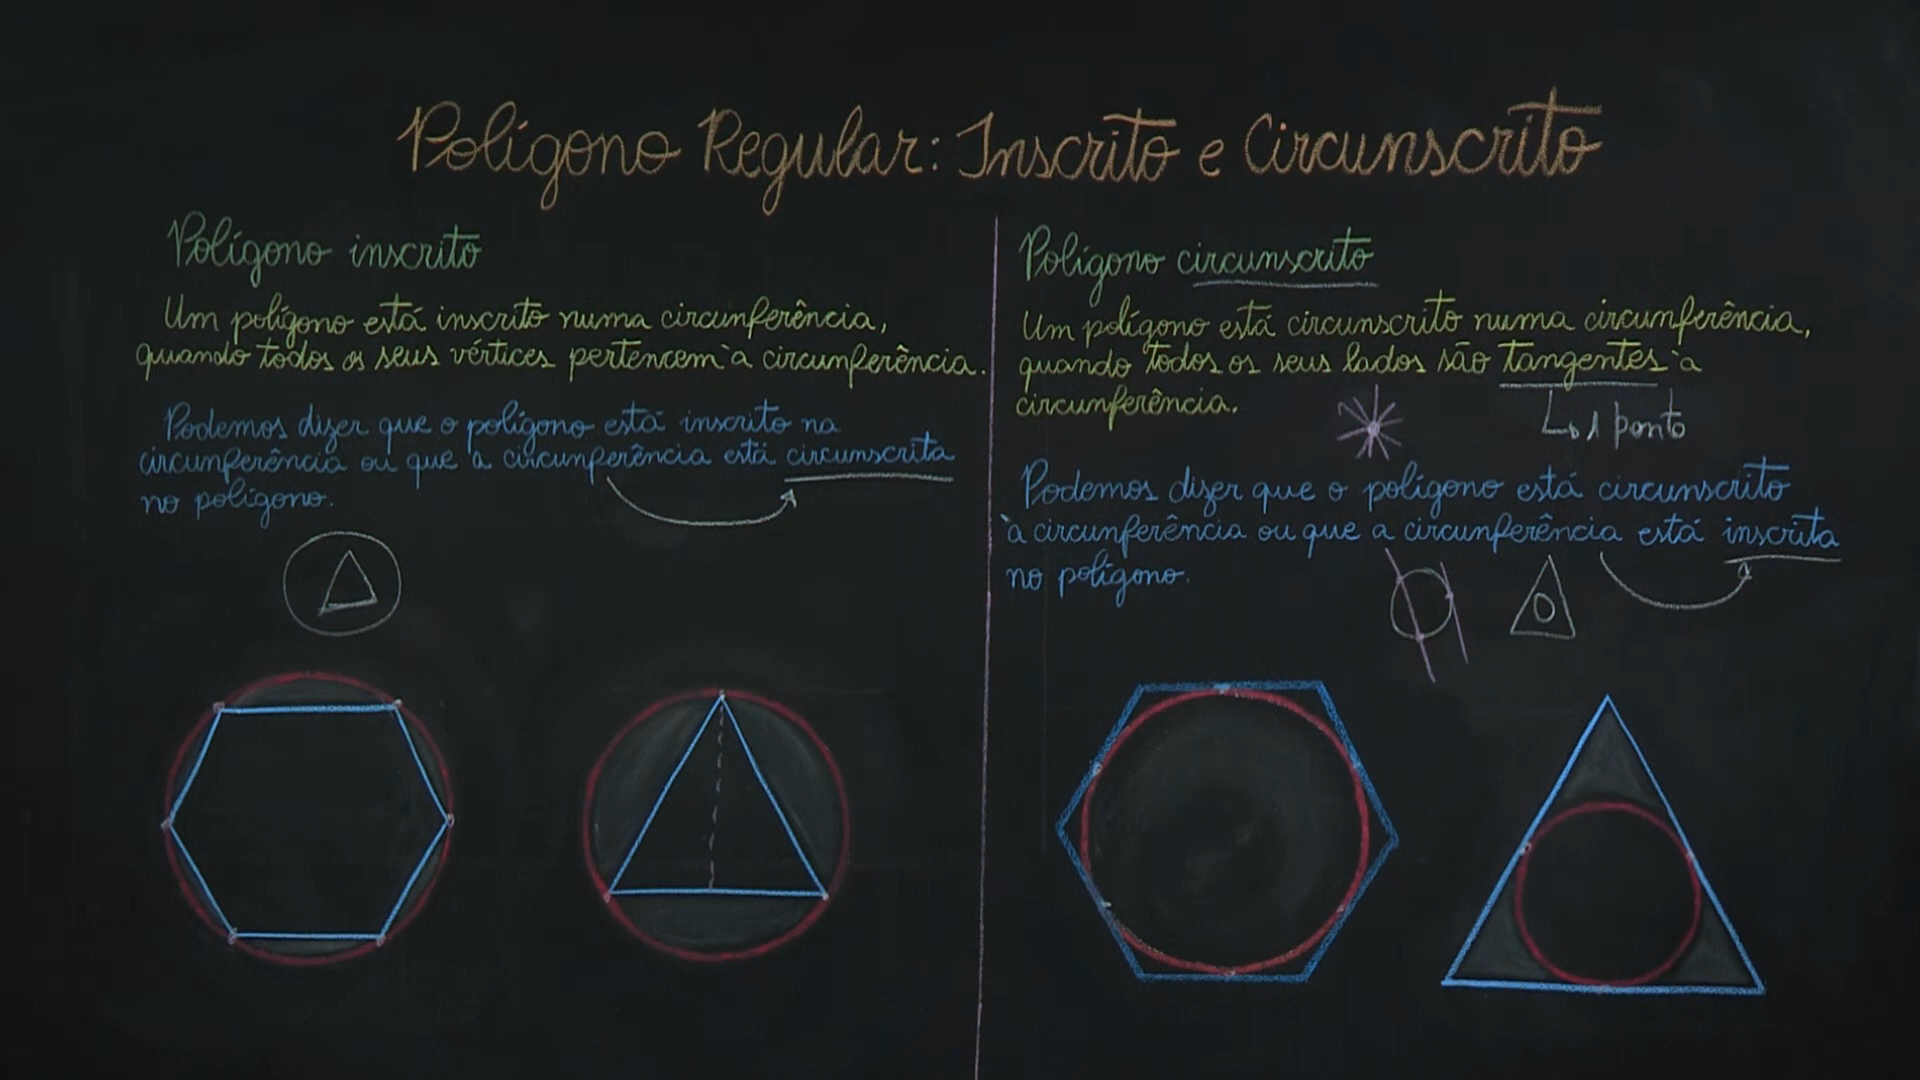 Polígono Regular: Inscrito e Circunscrito
Polígono inscrito
Um polígono está inscrito numa circunferência,
quando todos os seus vértices pertencem à circunferência.
Podemos dizer que o polígono está inscrito na
circunferência ou que a circunferência está circunscrita
no polígono.
Polígono circunscrito
Um polígono está circunscrito numa circunferência,
quando todos os seus lados são tangentes à
circunferência.
1 ponto
Podemos dizer que o polígono está circunscrito
à circunferência ou que a circunferência está inscrita
no polígono.